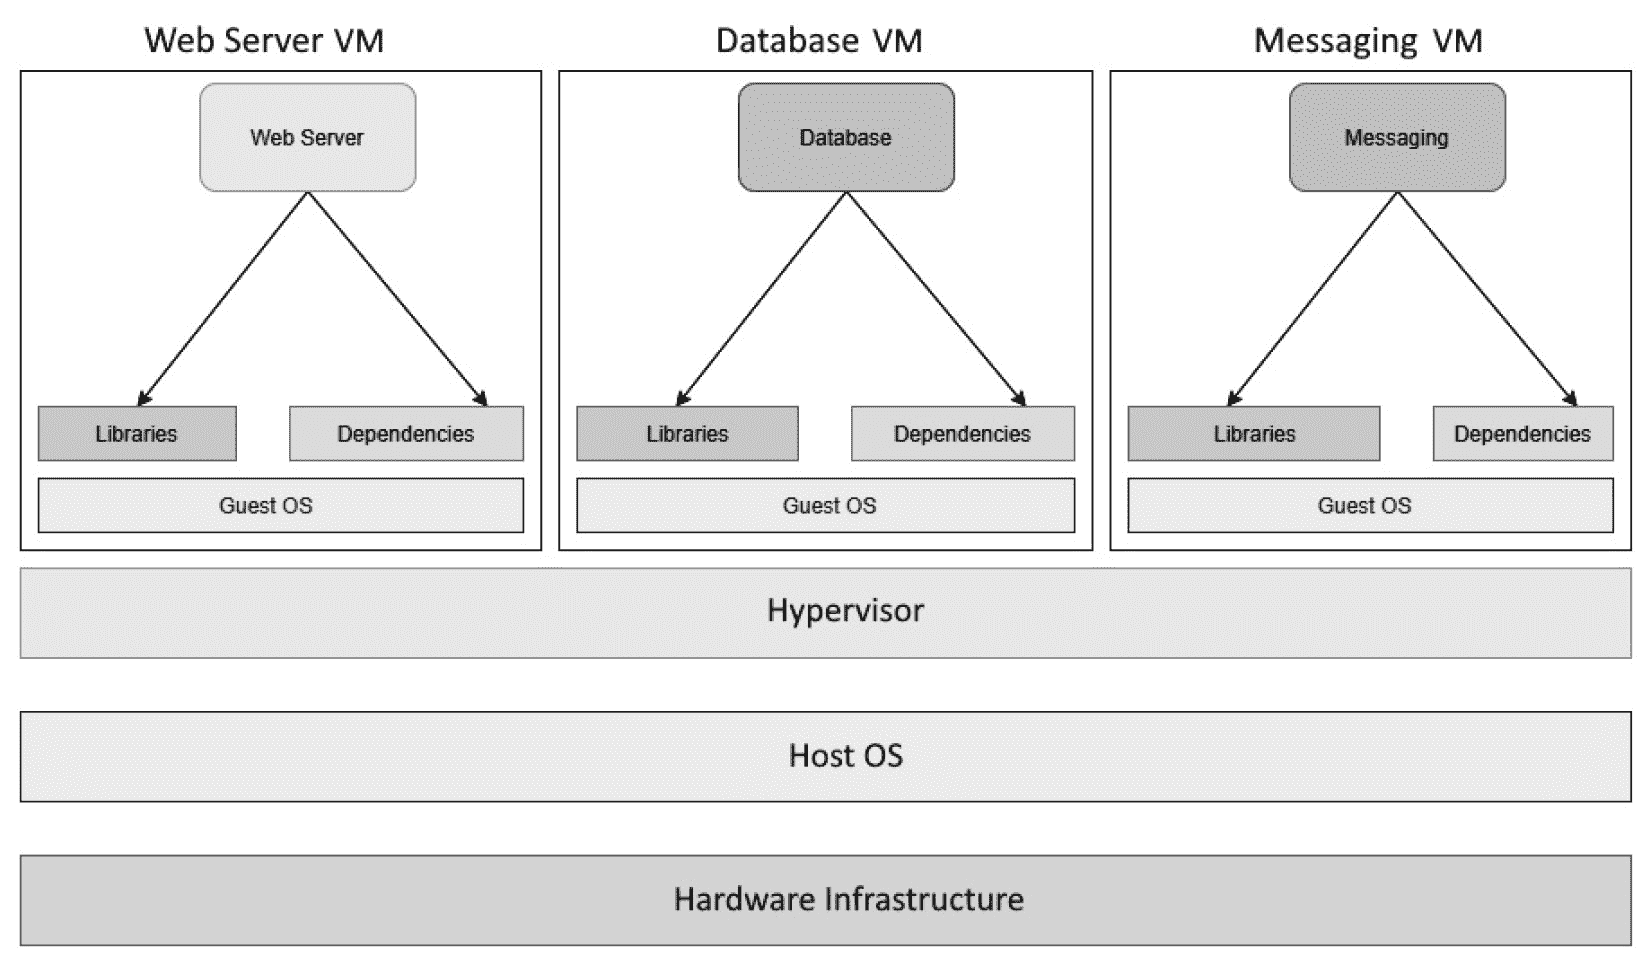 Web Server VM
Database VM
Messaging VM
Web Server
Database
Messaging
Libraries
Dependencies
Libraries
Dependencies
Libraries
Dependencies
Guest OS
Guest OS
Guest OS
Hypervisor
Host OS
Hardware Infrastructure